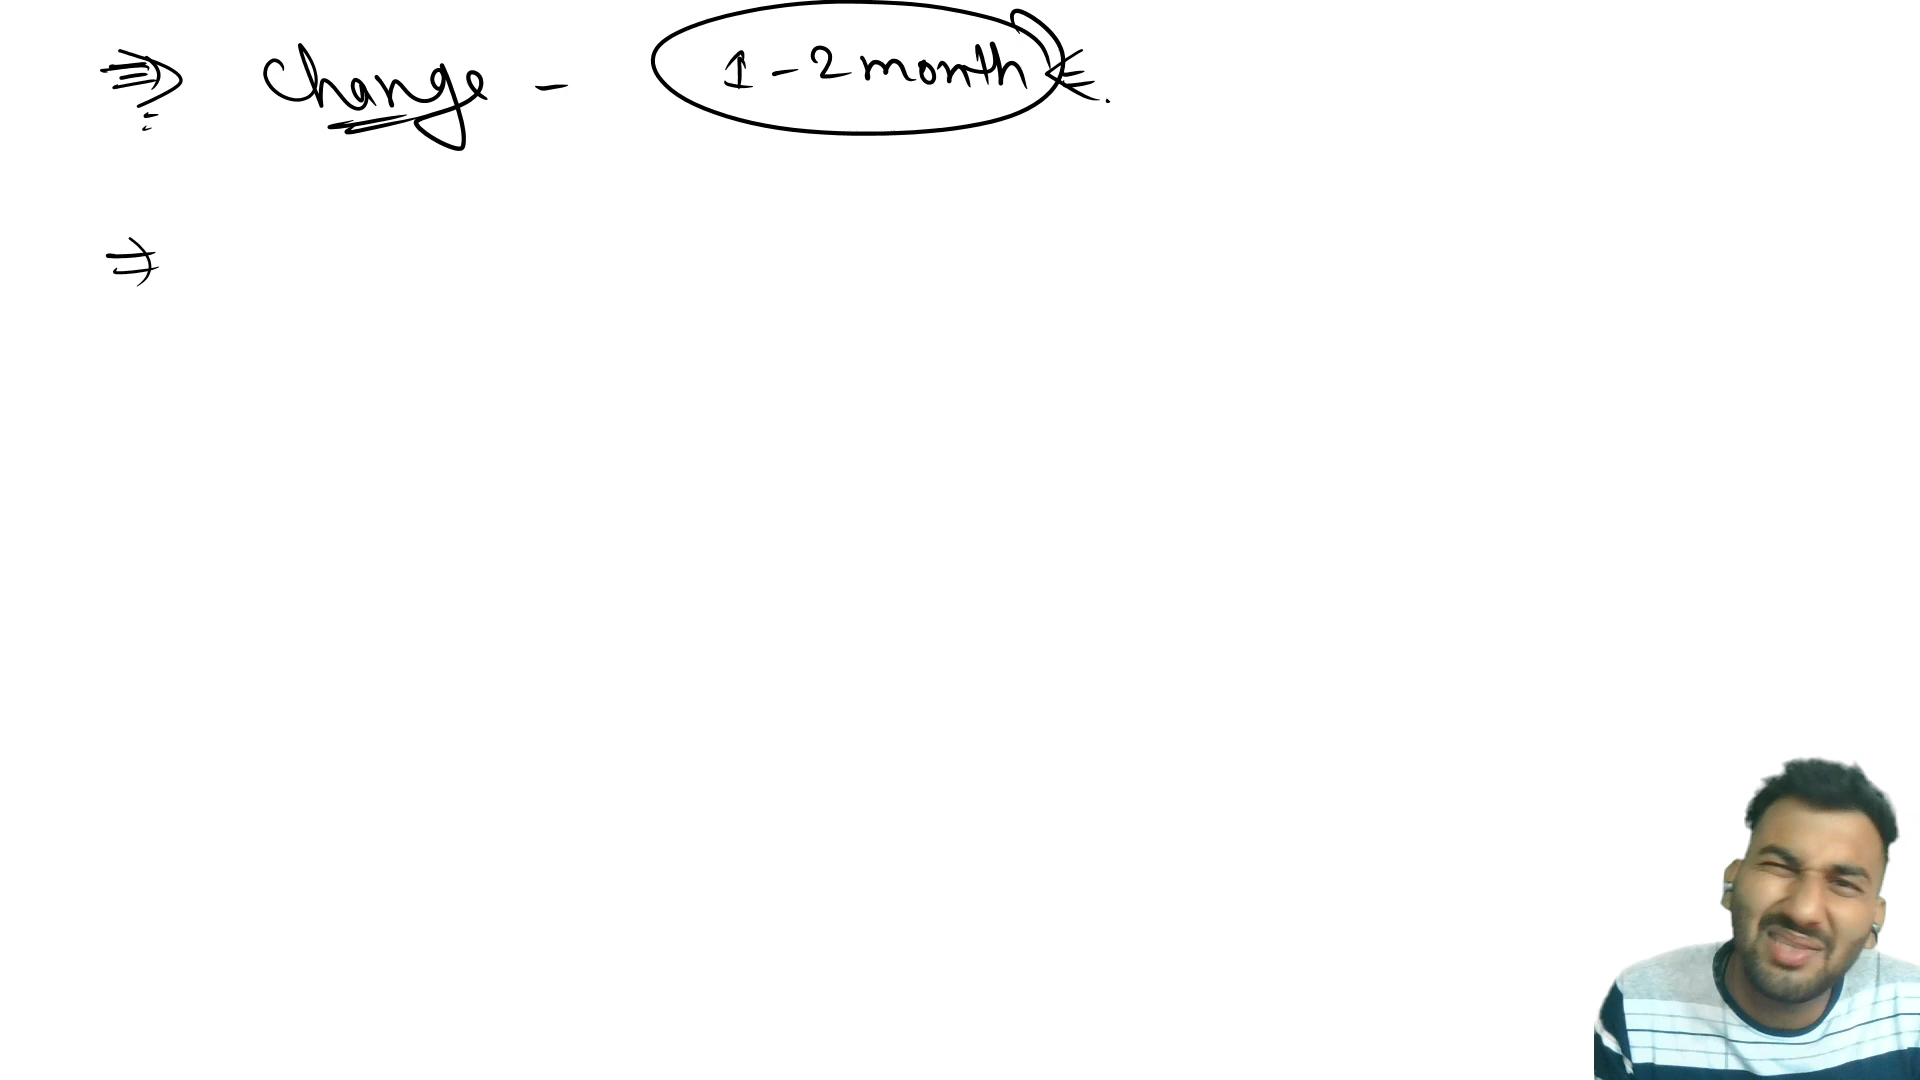 ⇒ Change - 1-2 month
⇒